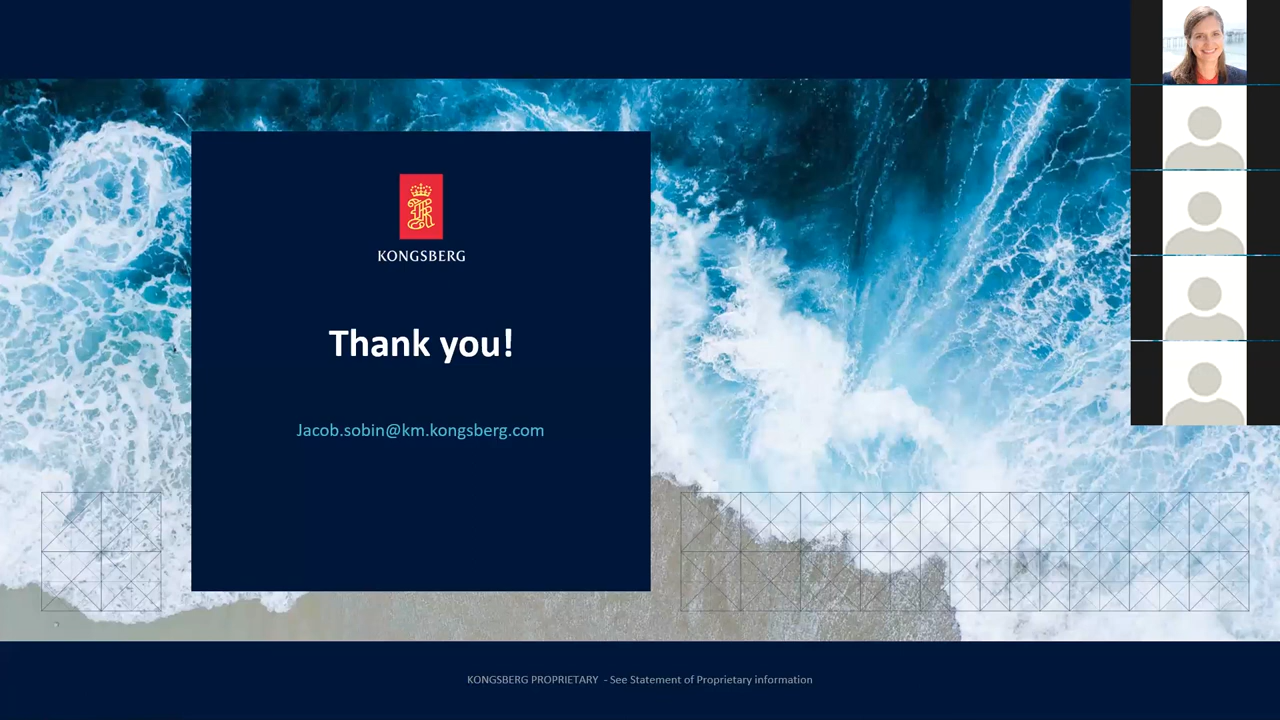 KONGSBERG
Thank you!
Jacob.sobin@km.kongsberg.com
KONGSBERG PROPRIETARY - See Statement of Proprietary information